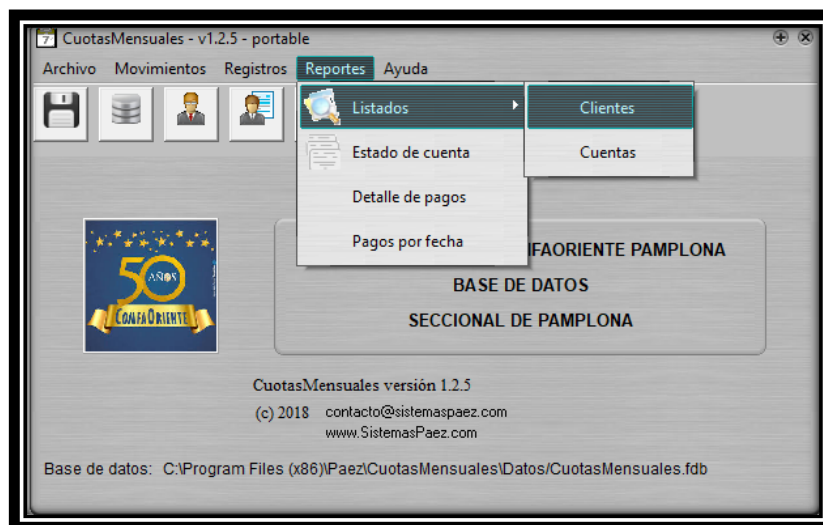 7
CuotasMensuales - v1.2.5 - portable
Archivo Movimientos Registros Reportes Ayuda
Listados
Clientes
Estado de cuenta
Cuentas
Detalle de pagos
Pagos por fecha
FAORIENTE PAMPLONA
BASE DE DATOS
SECCIONAL DE PAMPLONA
50
AÑOS
COMFAORIENTE
CuotasMensuales versión 1.2.5
(c) 2018 contacto@sistemaspaez.com
www.SistemasPaez.com
Base de datos: C:\Program Files (x86)\Paez\CuotasMensuales\Datos/CuotasMensuales.fdb